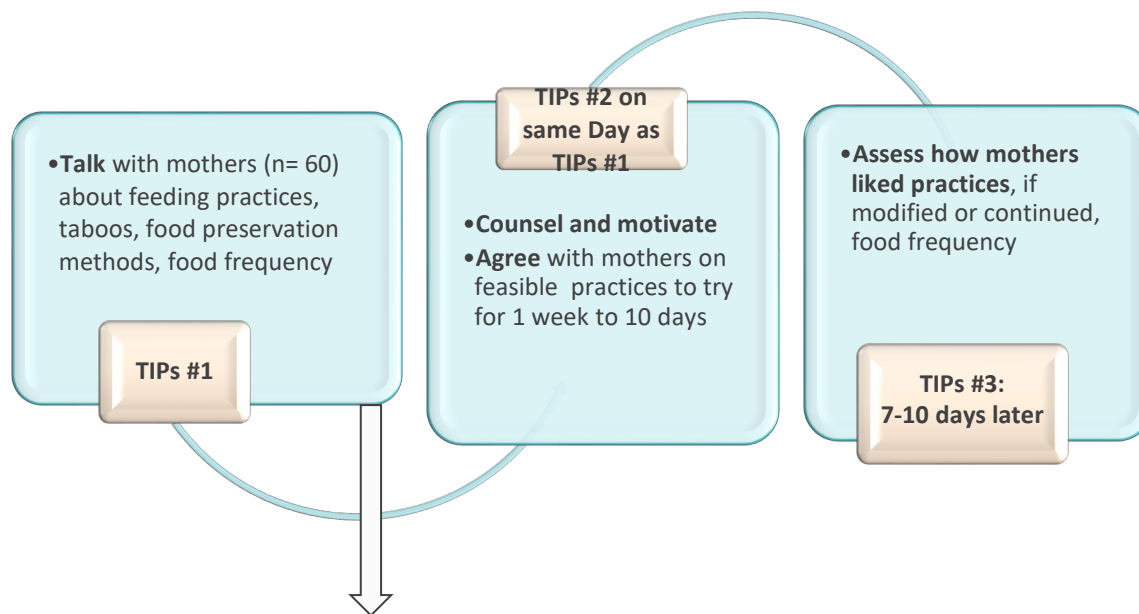 •Talk with mothers (n= 60)
about feeding practices,
taboos, food preservation
methods, food frequency
TIPs #1
TIPs #2 on
same Day as
TIPs #1
•Counsel and motivate
•Agree with mothers on
feasible practices to try
for 1 week to 10 days
•Assess how mothers
liked practices, if
modified or continued,
food frequency
TIPs #3:
7-10 days later